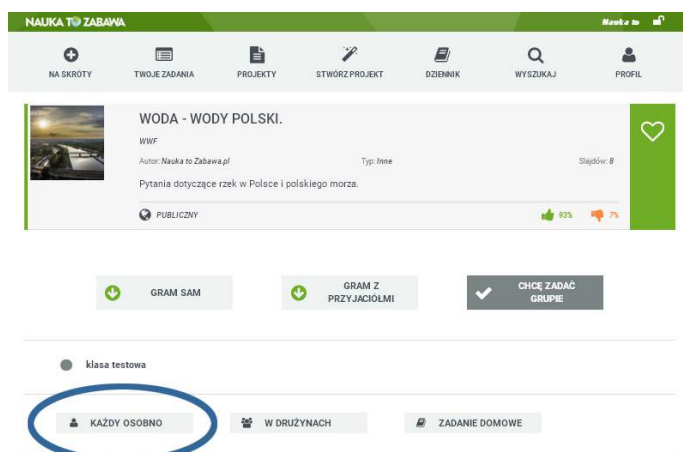 NAUKA TO ZABAWA
Nauka to
NA SKRÓTY
TWOJE ZADANIA
PROJEKTY
STWÓRZ PROJEKT
DZIENNIK
WYSZUKAJ
PROFIL
WODA - WODY POLSKI.
WWF
Autor: Nauka to Zabawa.pl Typ: Inne Slajdów: 8
Pytania dotyczące rzek w Polsce i polskiego morza.
PUBLICZNY 93% 7%
GRAM SAM
GRAM Z
PRZYJACIÓŁMI
CHCĘ ZADAĆ
GRUPIE
klasa testowa
KAŻDY OSOBNO
W DRUŻYNACH
ZADANIE DOMOWE